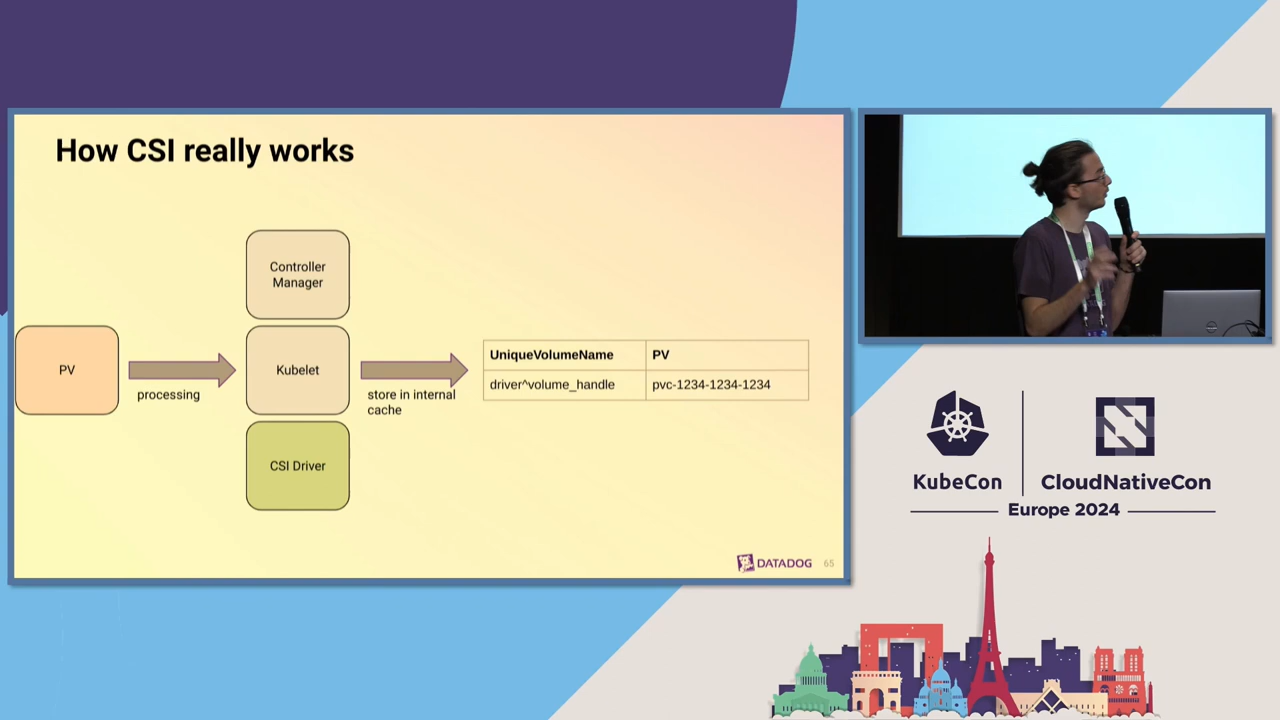 How CSI really works
Controller
Manager
PV
processing
Kubelet
store in internal
cache
UniqueVolumeName PV
driver^volume_handle pvc-1234-1234-1234
CSI Driver
DATADOG 65
KubeCon
CloudNativeCon
Europe 2024